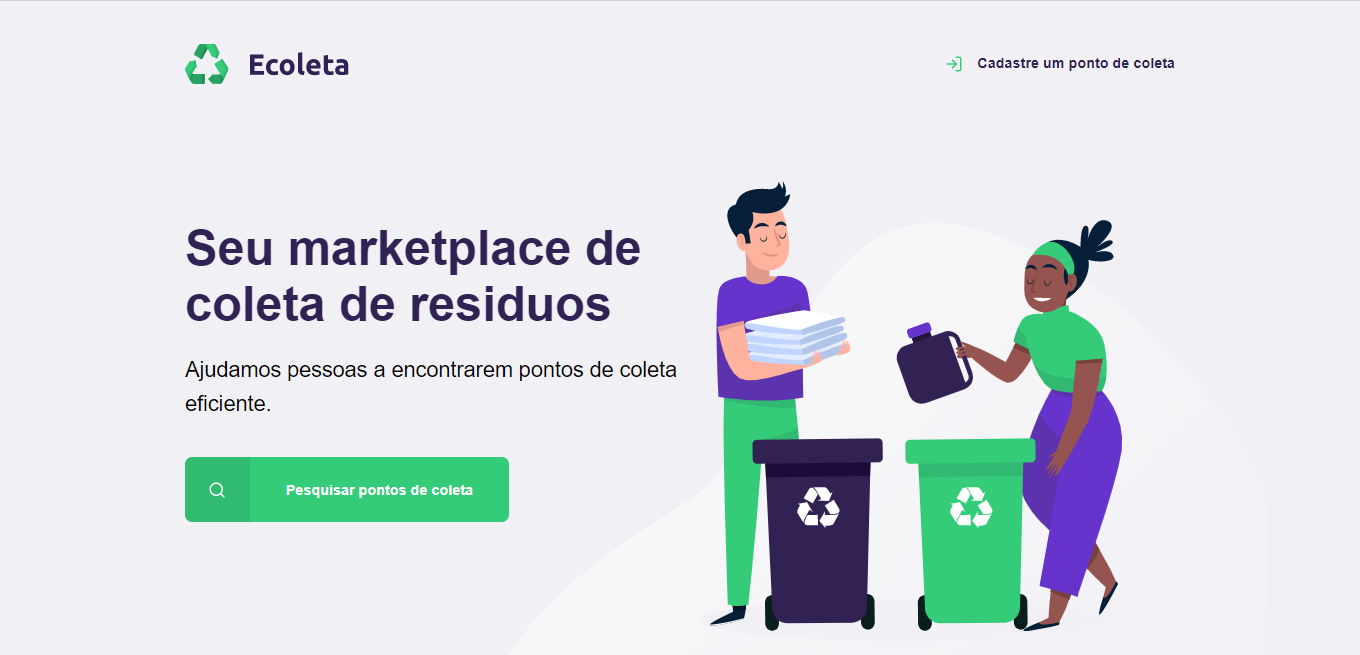 Ecoleta
Cadastre um ponto de coleta
Seu marketplace de
coleta de residuos
Ajudamos pessoas a encontrarem pontos de coleta
eficiente.
Pesquisar pontos de coleta